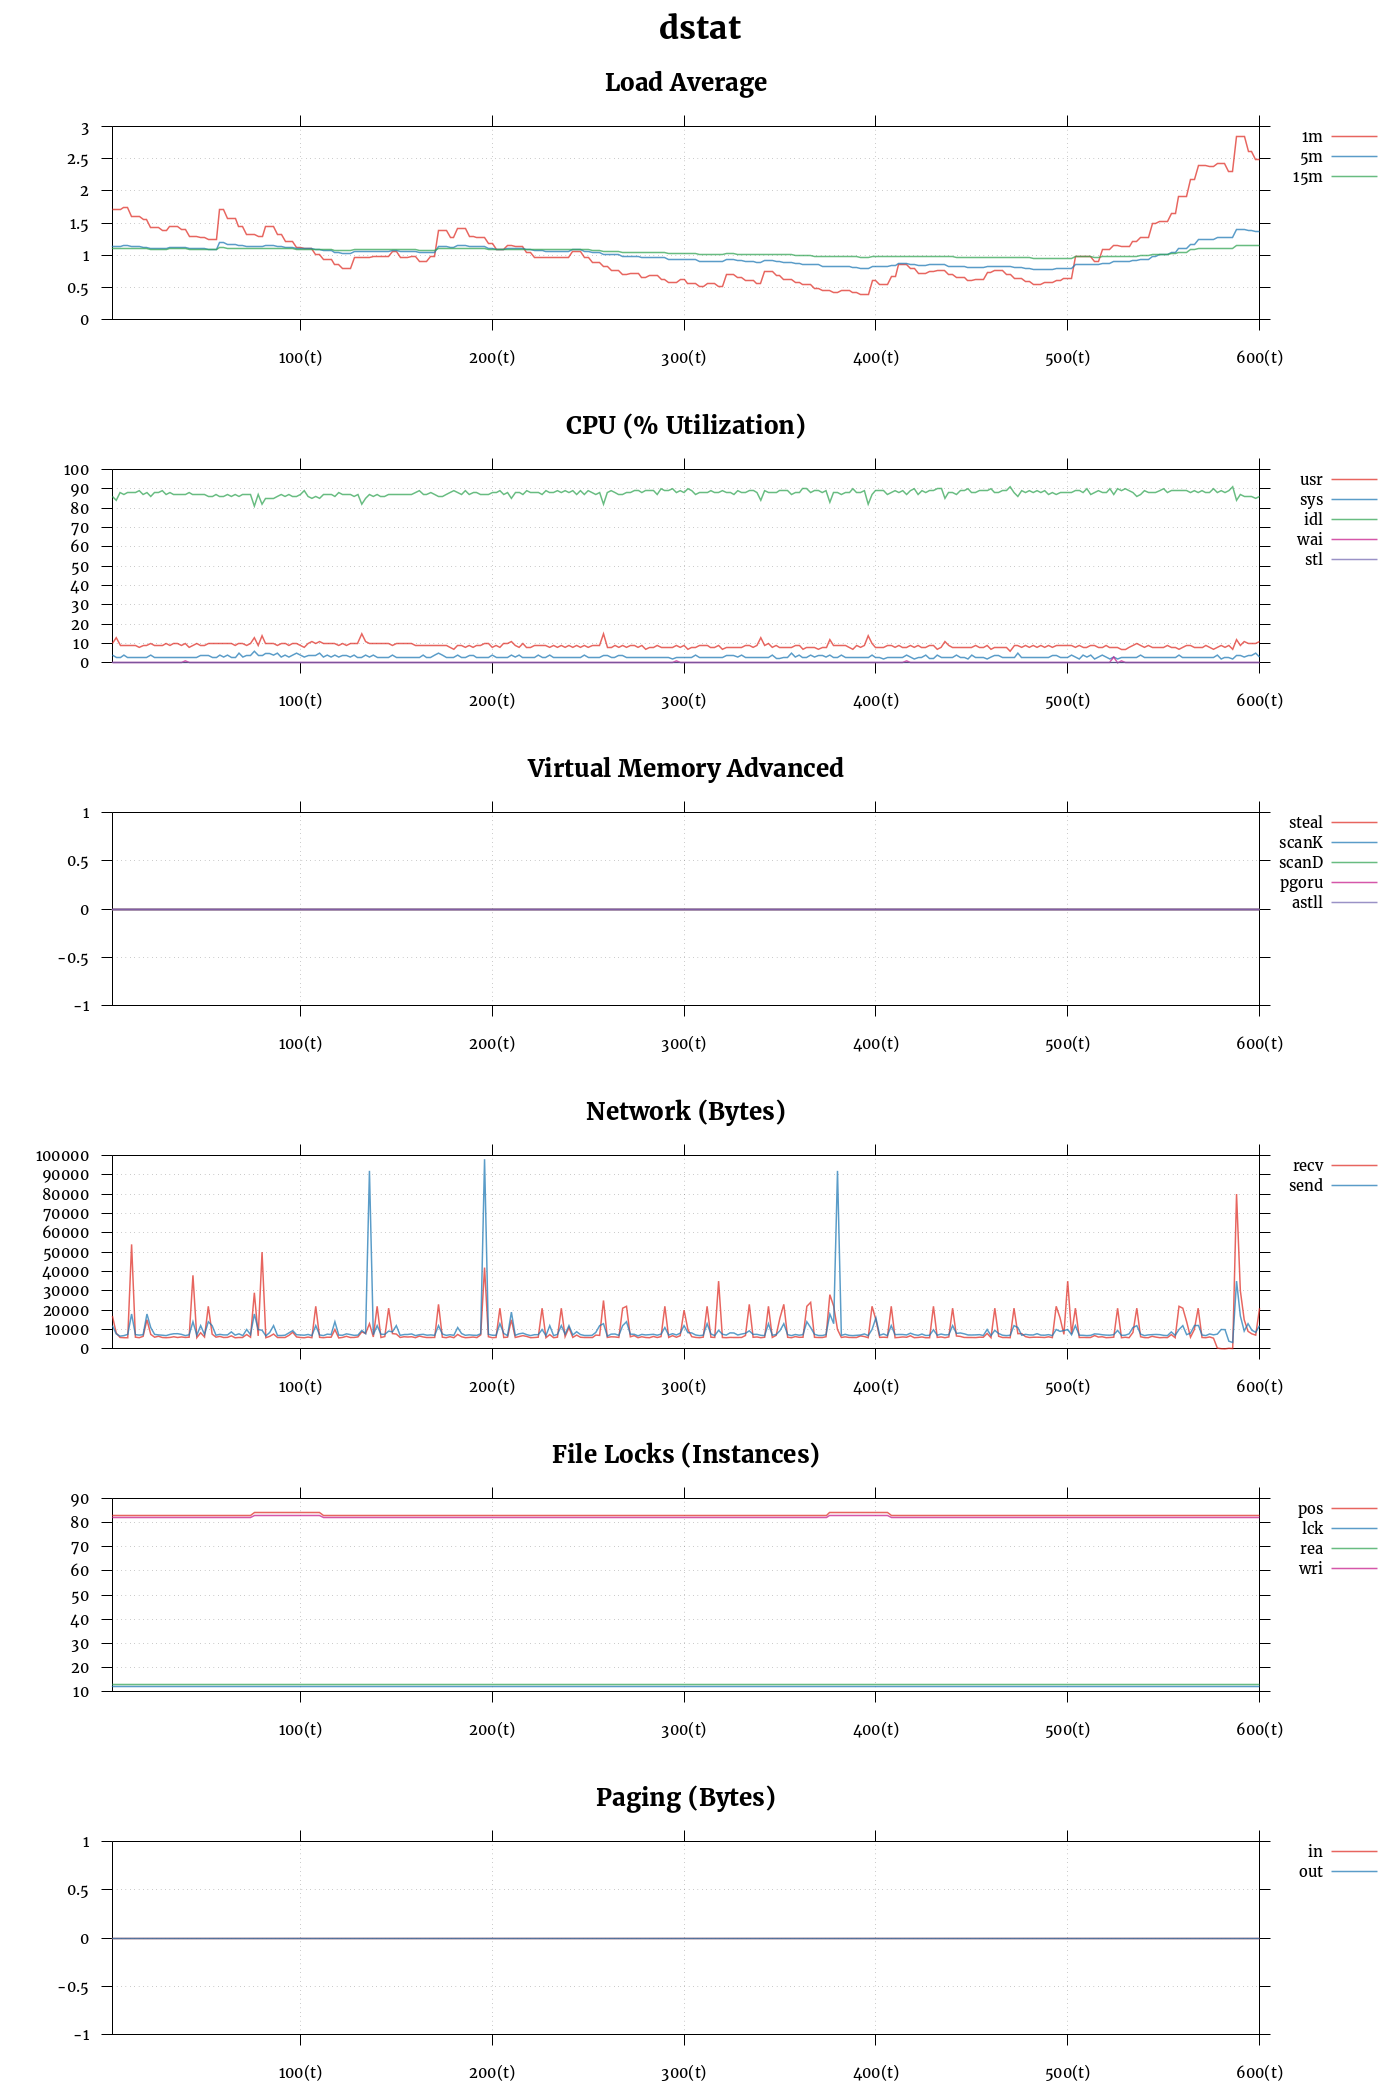 dstat
Load Average
3
2.5
2
1.5
1
0.5
0
100(t) 200(t) 300(t) 400(t) 500(t) 600(t)
1m
5m
15m
CPU (% Utilization)
100
90
80
70
60
50
40
30
20
10
0
100(t) 200(t) 300(t) 400(t) 500(t) 600(t)
usr
sys
idl
wai
stl
Virtual Memory Advanced
1
0.5
0
-0.5
-1
100(t) 200(t) 300(t) 400(t) 500(t) 600(t)
steal
scanK
scanD
pgoru
astll
Network (Bytes)
100000
90000
80000
70000
60000
50000
40000
30000
20000
10000
0
100(t) 200(t) 300(t) 400(t) 500(t) 600(t)
recv
send
File Locks (Instances)
90
80
70
60
50
40
30
20
10
100(t) 200(t) 300(t) 400(t) 500(t) 600(t)
pos
lck
rea
wri
Paging (Bytes)
1
0.5
0
-0.5
-1
100(t) 200(t) 300(t) 400(t) 500(t) 600(t)
in
out